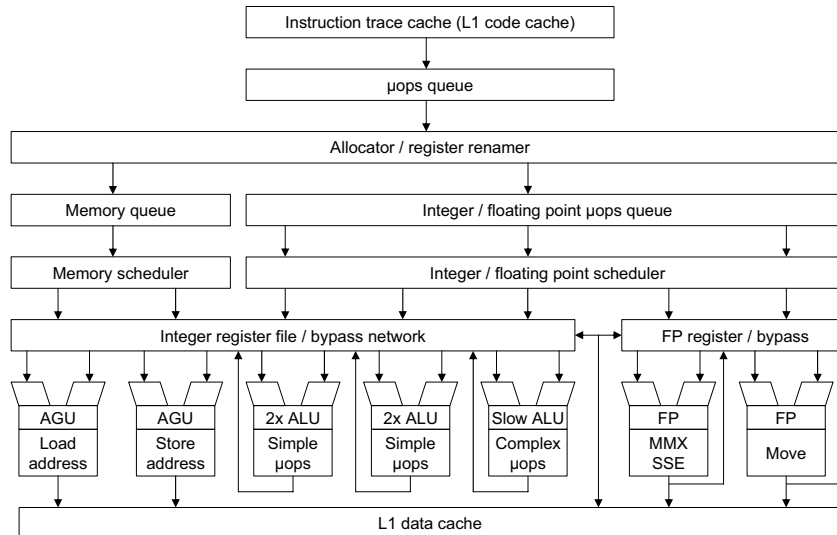 Instruction trace cache (L1 code cache)
μops queue
Allocator / register renamer
Memory queue
Integer / floating point μops queue
Memory scheduler
Integer / floating point scheduler
Integer register file / bypass network
FP register / bypass
AGU
AGU
2x ALU
2x ALU
Slow ALU
FP
FP
Load
address
Store
address
Simple
μops
Simple
μops
Complex
μops
MMX
SSE
Move
L1 data cache